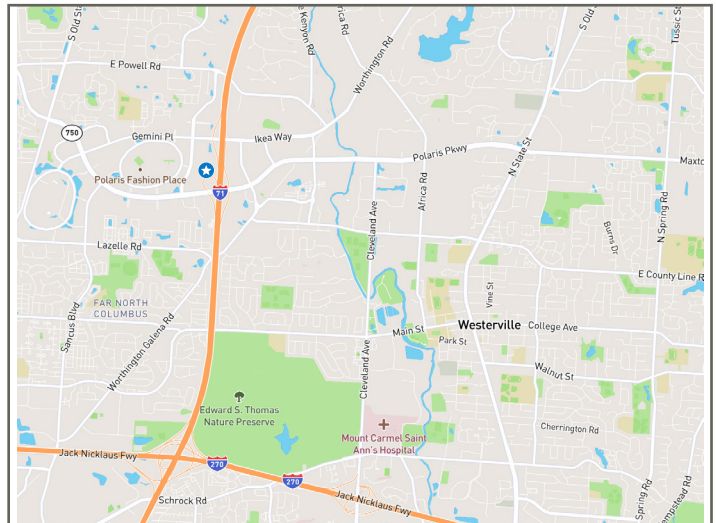 S Old St
e Kenyon Rd
rica Rd
Worthington Rd
S Old
Tussic St
E Powell Rd
750
Gemini Pl
Ikea Way
Polaris Pkwy
N State St
Maxto
Polaris Fashion Place
71
Africa Rd
Cleveland Ave
N Spring Rd
Burns Dr
Lazelle Rd
E County Line R
Vine St
FAR NORTH
COLUMBUS
Sancus Blvd
Worthington Galena Rd
Main St
Westerville
College Ave
Park St
Cleveland Ave
Walnut St
Edward S. Thomas
Nature Preserve
Cherrington Rd
Mount Carmel Saint
Ann's Hospital
Jack Nicklaus Fwy
270
270
Schrock Rd
Jack Nicklaus Fwy
Spring Rd
empstead Rd